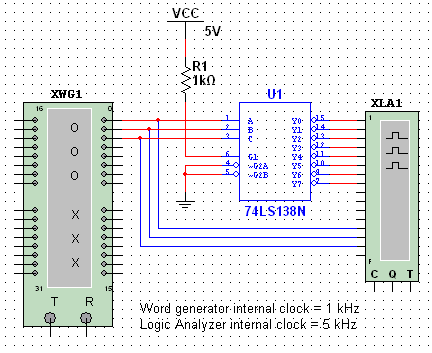 VCC
5V
R1
1kΩ
XWG1
U1
XLA1
16 0
O
O
O
X
X
X
31 15
T R
1 A Y0 15
2 B Y1 14
3 C Y2 13
Y3 12
6 G1 Y4 11
4 ~G2A Y5 10
5 ~G2B Y6 9
Y7 7
74LS138N
1
F
C Q T
Word generator internal clock = 1 kHz
Logic Analyzer internal clock = 5 kHz